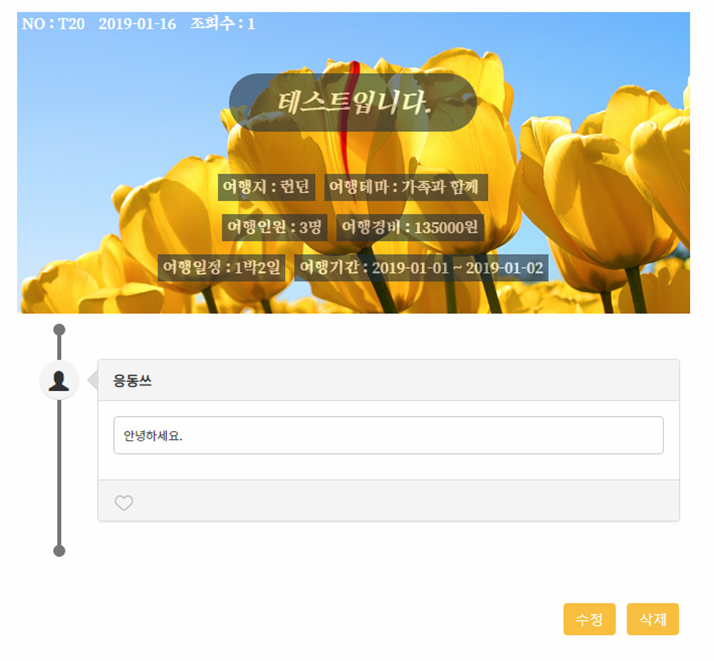 NO : T20 2019-01-16 조회수 : 1
테스트입니다.
여행지 : 런던 여행테마 : 가족과 함께
여행인원 : 3명 여행경비 : 135000원
여행일정 : 1박2일 여행기간 : 2019-01-01 ~ 2019-01-02
응동쓰
안녕하세요.
수정 삭제